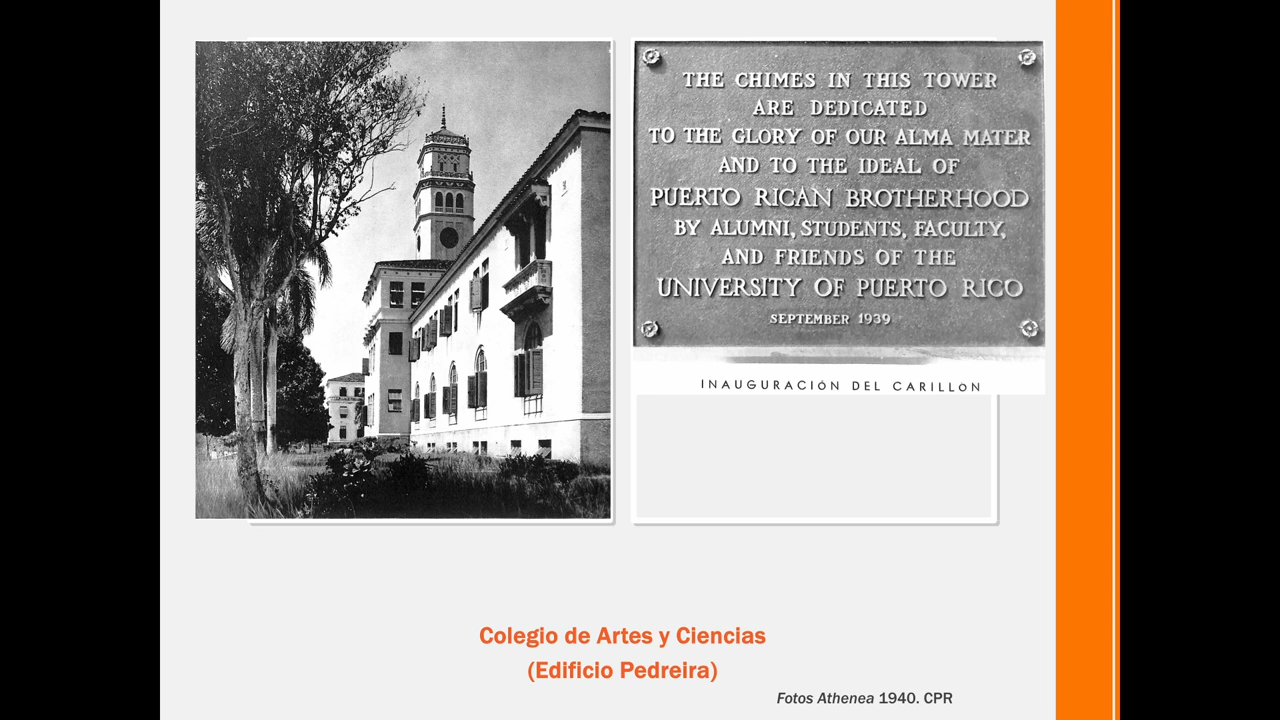 THE CHIMES IN THIS TOWER
ARE DEDICATED
TO THE GLORY OF OUR ALMA MATER
AND TO THE IDEAL OF
PUERTO RICAN BROTHERHOOD
BY ALUMNI, STUDENTS, FACULTY,
AND FRIENDS OF THE
UNIVERSITY OF PUERTO RICO
SEPTEMBER 1939
INAUGURACIÓN DEL CARILLON
Colegio de Artes y Ciencias
(Edificio Pedreira)
Fotos Athenea 1940. CPR